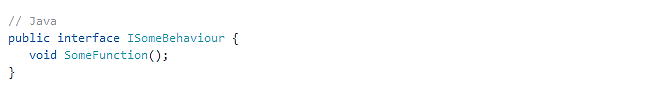 // Java
public interface ISomeBehaviour {
   void SomeFunction();
}